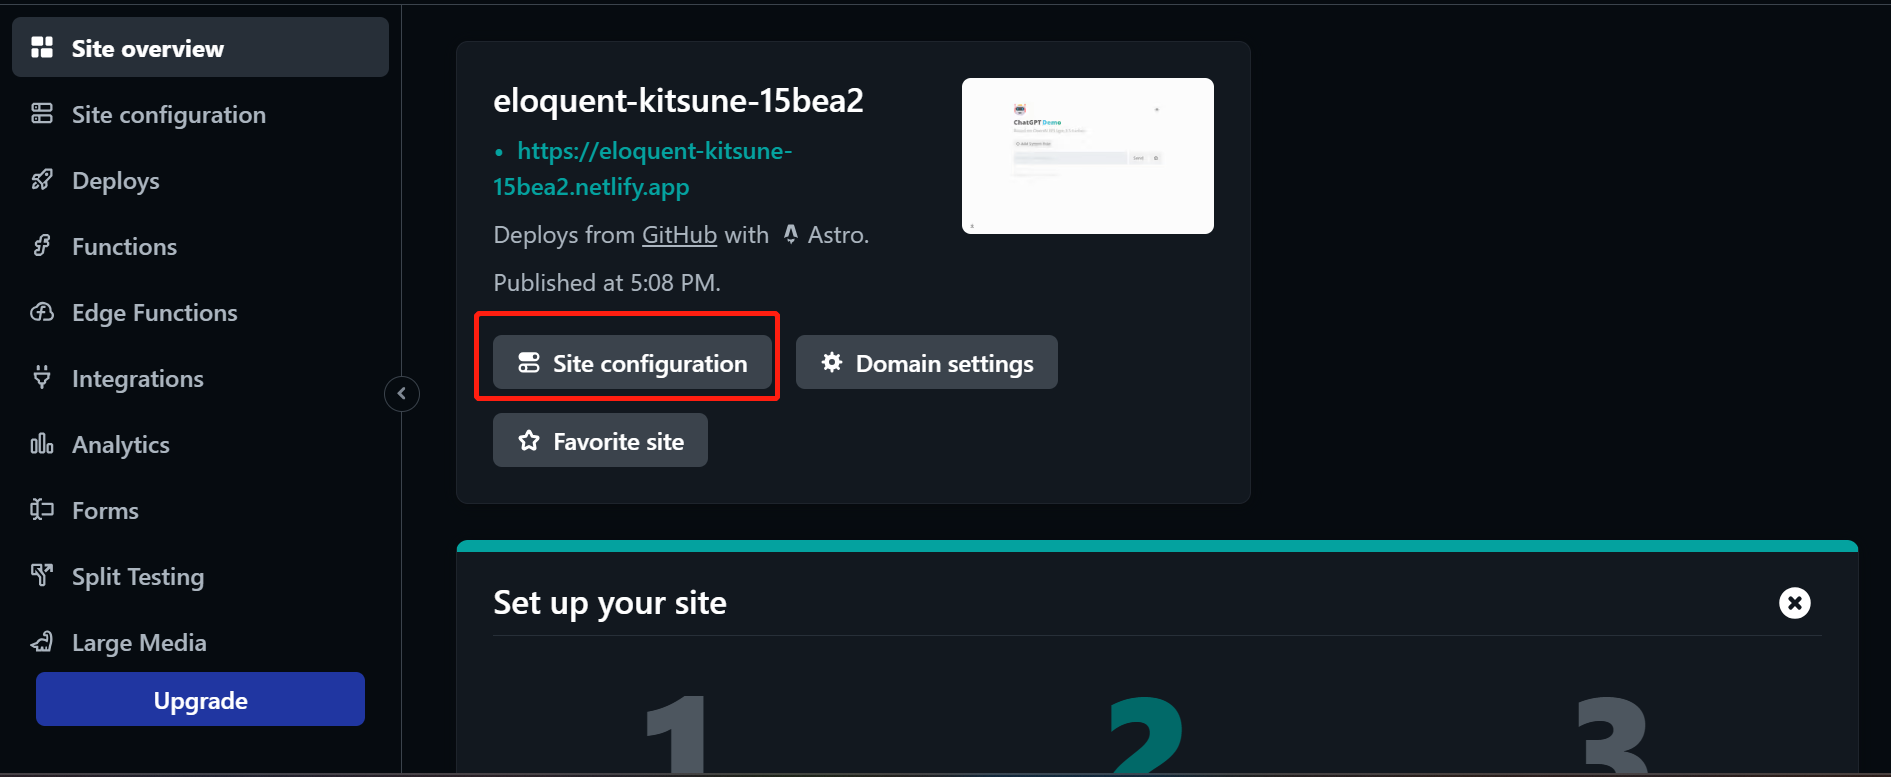 Site overview
Site configuration
Deploys
Functions
Edge Functions
Integrations
Analytics
Forms
Split Testing
Large Media
Upgrade
eloquent-kitsune-15bea2
• https://eloquent-kitsune-
15bea2.netlify.app
Deploys from GitHub with Astro.
Published at 5:08 PM.
Site configuration
Domain settings
Favorite site
ChatGPT Demo
Send
Set up your site
1
2
3